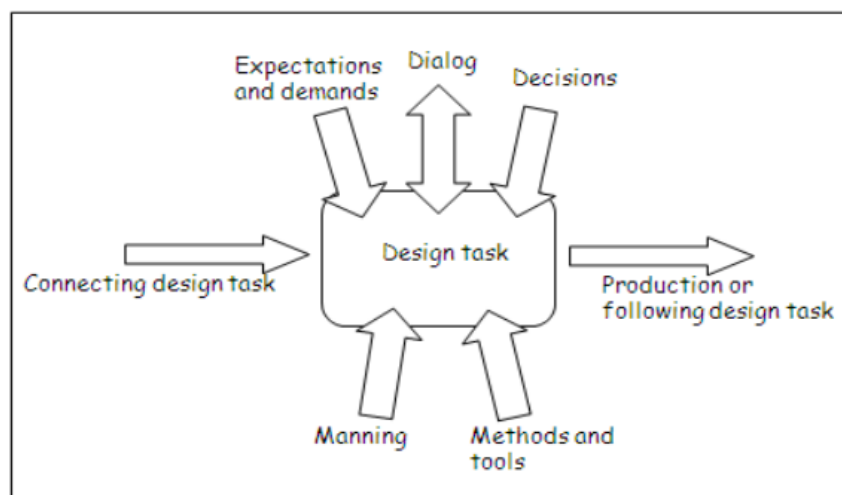 Expectations
and demands
Dialog
Decisions
Design task
Connecting design task
Production or
following design task
Manning
Methods and
tools